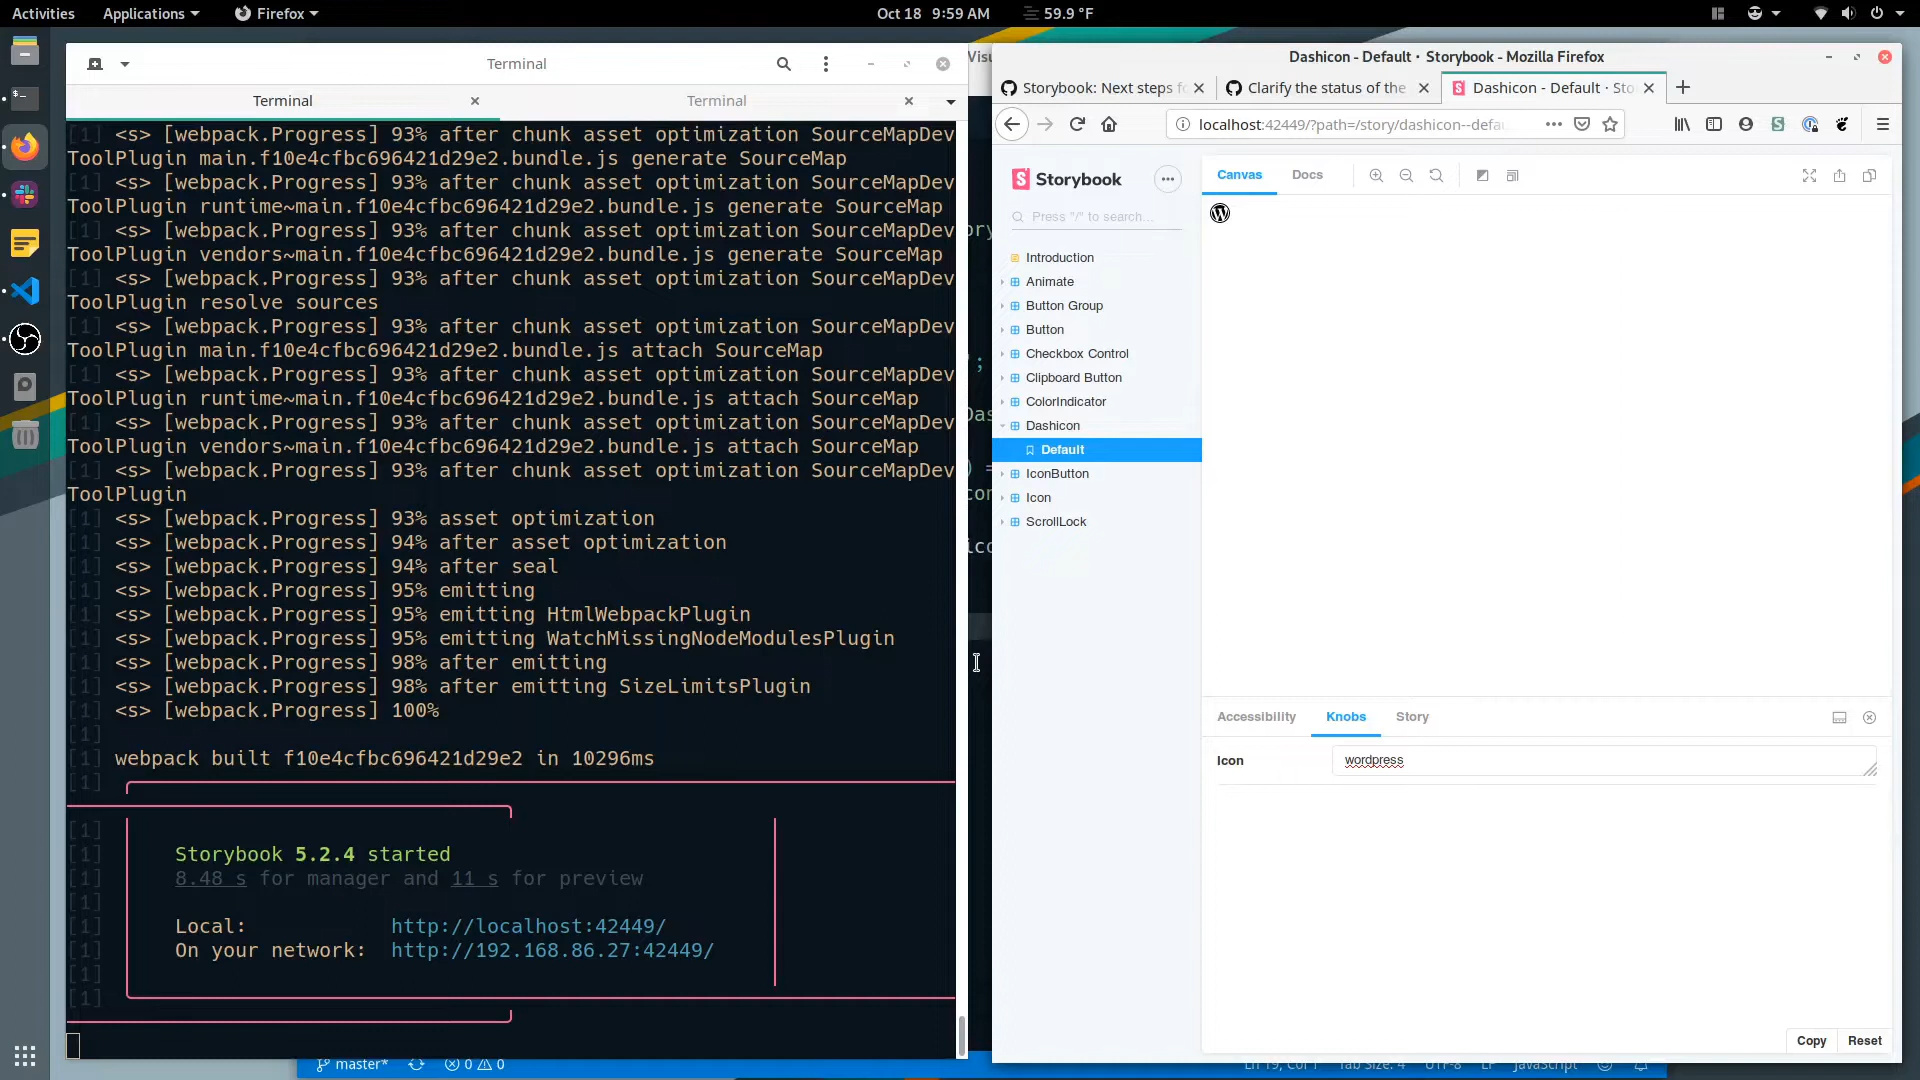 Activities Applications Firefox Oct 18 9:59 AM 59.9 °F
Terminal
Terminal Terminal
[1] <s> [webpack.Progress] 93% after chunk asset optimization SourceMapDev
ToolPlugin main.f10e4cfbc696421d29e2.bundle.js generate SourceMap
[1] <s> [webpack.Progress] 93% after chunk asset optimization SourceMapDev
ToolPlugin runtime~main.f10e4cfbc696421d29e2.bundle.js generate SourceMap
[1] <s> [webpack.Progress] 93% after chunk asset optimization SourceMapDev
ToolPlugin vendors~main.f10e4cfbc696421d29e2.bundle.js generate SourceMap
[1] <s> [webpack.Progress] 93% after chunk asset optimization SourceMapDev
ToolPlugin resolve sources
[1] <s> [webpack.Progress] 93% after chunk asset optimization SourceMapDev
ToolPlugin main.f10e4cfbc696421d29e2.bundle.js attach SourceMap
[1] <s> [webpack.Progress] 93% after chunk asset optimization SourceMapDev
ToolPlugin runtime~main.f10e4cfbc696421d29e2.bundle.js attach SourceMap
[1] <s> [webpack.Progress] 93% after chunk asset optimization SourceMapDev
ToolPlugin vendors~main.f10e4cfbc696421d29e2.bundle.js attach SourceMap
[1] <s> [webpack.Progress] 93% after chunk asset optimization SourceMapDev
ToolPlugin
[1] <s> [webpack.Progress] 93% asset optimization
[1] <s> [webpack.Progress] 94% after asset optimization
[1] <s> [webpack.Progress] 94% after seal
[1] <s> [webpack.Progress] 95% emitting
[1] <s> [webpack.Progress] 95% emitting HtmlWebpackPlugin
[1] <s> [webpack.Progress] 95% emitting WatchMissingNodeModulesPlugin
[1] <s> [webpack.Progress] 98% after emitting
[1] <s> [webpack.Progress] 98% after emitting SizeLimitsPlugin
[1] <s> [webpack.Progress] 100%
[1]
[1] webpack built f10e4cfbc696421d29e2 in 10296ms
[1]
[1]
[1] Storybook 5.2.4 started
[1] 8.48 s for manager and 11 s for preview
[1]
[1] Local: http://localhost:42449/
[1] On your network: http://192.168.86.27:42449/
[1]
[1]
master* 0 0
Dashicon - Default · Storybook - Mozilla Firefox
Storybook: Next steps f Clarify the status of the Dashicon - Default · Sto
localhost:42449/?path=/story/dashicon--defau
Storybook
Press "/" to search...
Introduction
Animate
Button Group
Button
Checkbox Control
Clipboard Button
ColorIndicator
Dashicon
Default
IconButton
Icon
ScrollLock
Canvas Docs
Accessibility Knobs Story
Icon wordpress
Copy Reset